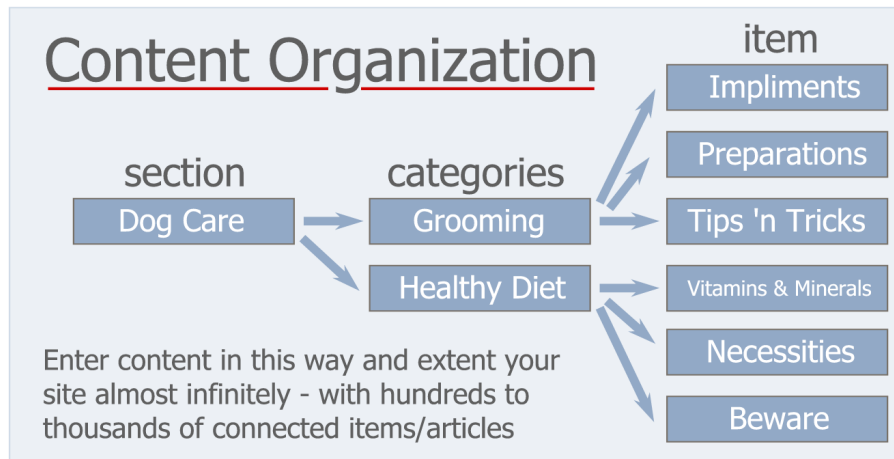 Content Organization
item
Impliments
Preparations
section
categories
Dog Care
Grooming
Tips 'n Tricks
Healthy Diet
Vitamins & Minerals
Necessities
Beware
Enter content in this way and extent your
site almost infinitely - with hundreds to
thousands of connected items/articles